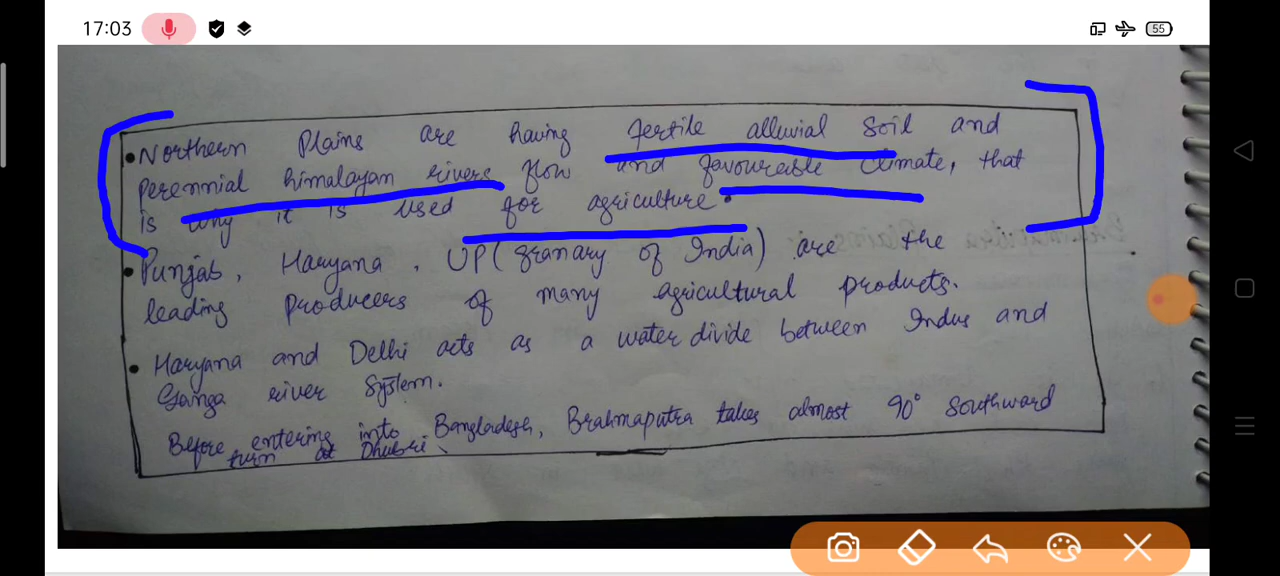 17:03
55
•Northern Plains are having fertile alluvial soil and
perennial himalayan rivers flow and favoureable climate, that
is why it is used for agriculture.
• Punjab, Haryana, UP (granary of India) are the
leading producers of many agricultural products.
• Haryana and Delhi acts as a water divide between Indus and
Ganga river system.
Before entering into Bangladesh, Brahmaputra takes almost 90° southward
turn at Dhubri